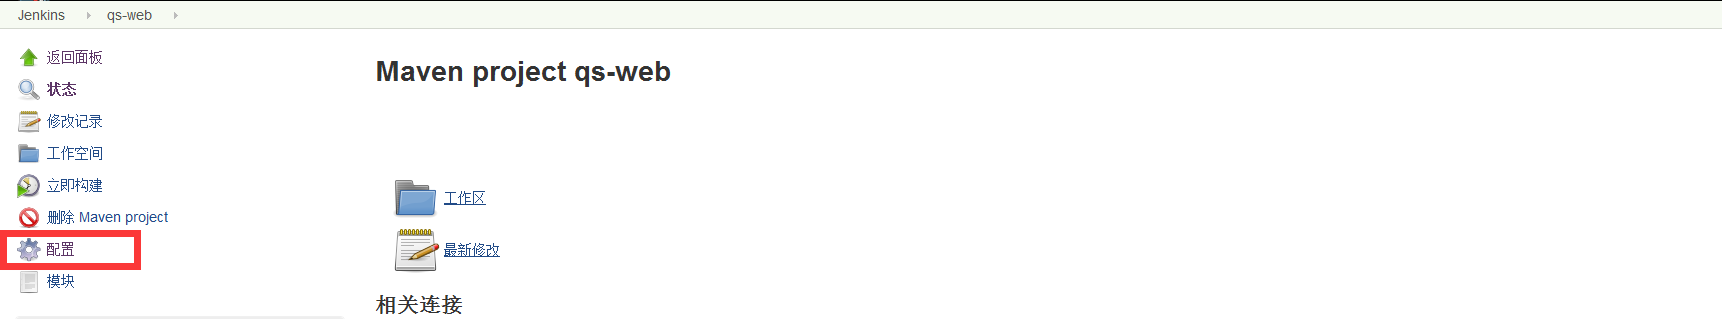 Jenkins qs-web
返回面板
状态
修改记录
工作空间
立即构建
删除 Maven project
配置
模块
Maven project qs-web
工作区
最新修改
相关连接